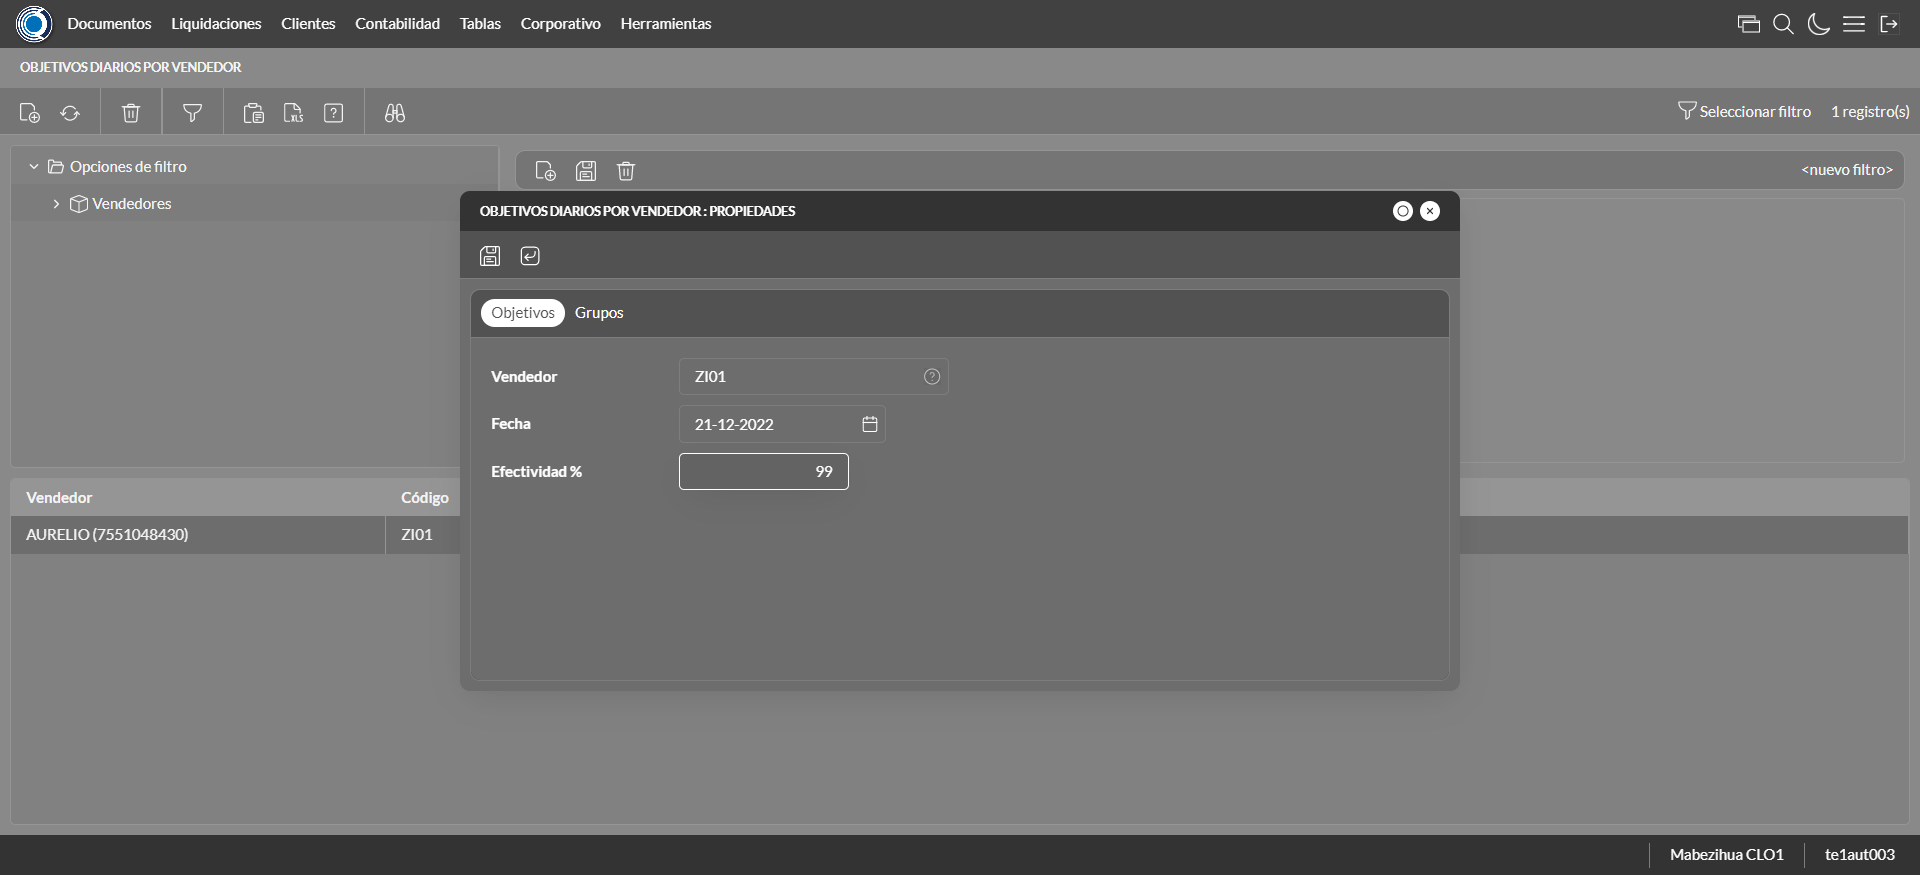 Documentos Liquidaciones Clientes Contabilidad Tablas Corporativo Herramientas
OBJETIVOS DIARIOS POR VENDEDOR
XLS
Seleccionar filtro 1 registro(s)
Opciones de filtro
<nuevo filtro>
Vendedores
OBJETIVOS DIARIOS POR VENDEDOR : PROPIEDADES
Objetivos Grupos
Vendedor ZI01
Fecha 21-12-2022
Efectividad % 99
Vendedor Código
AURELIO (7551048430) ZI01
Mabezihua CLO1 te1aut003